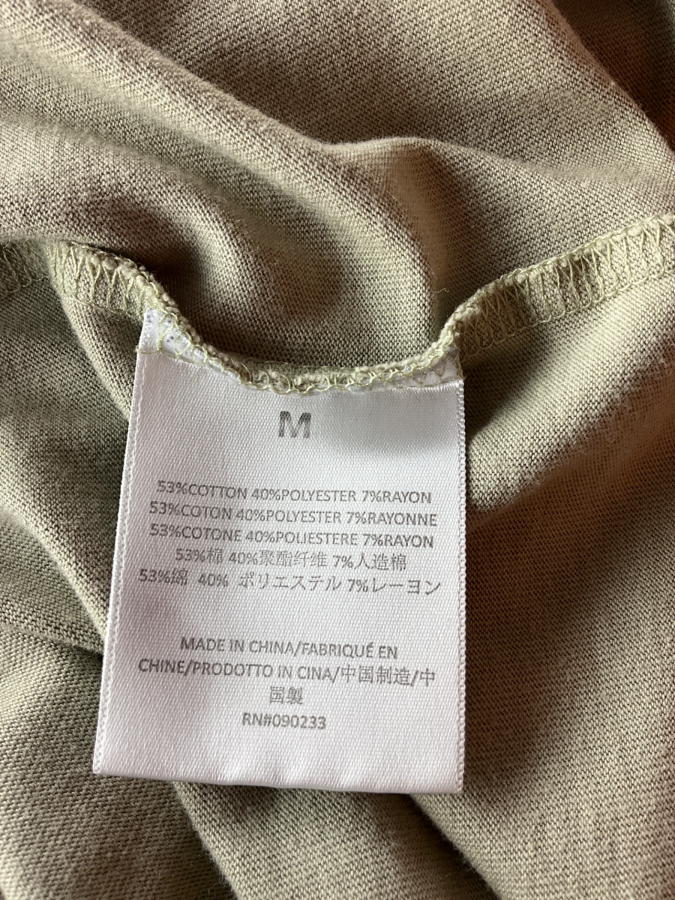 M
53%COTTON 40%POLYESTER 7%RAYON
53%COTTON 40%POLYESTER 7%RAYONNE
53%COTONE 40%POLIESTERE 7%RAYON
53%棉 40%聚酯纤维 7%人造棉
53%綿 40% ポリエステル 7%レーヨン
MADE IN CHINA/FABRIQUÉ EN
CHINE/PRODOTTO IN CINA/中国制造/中
国製
RN#090233